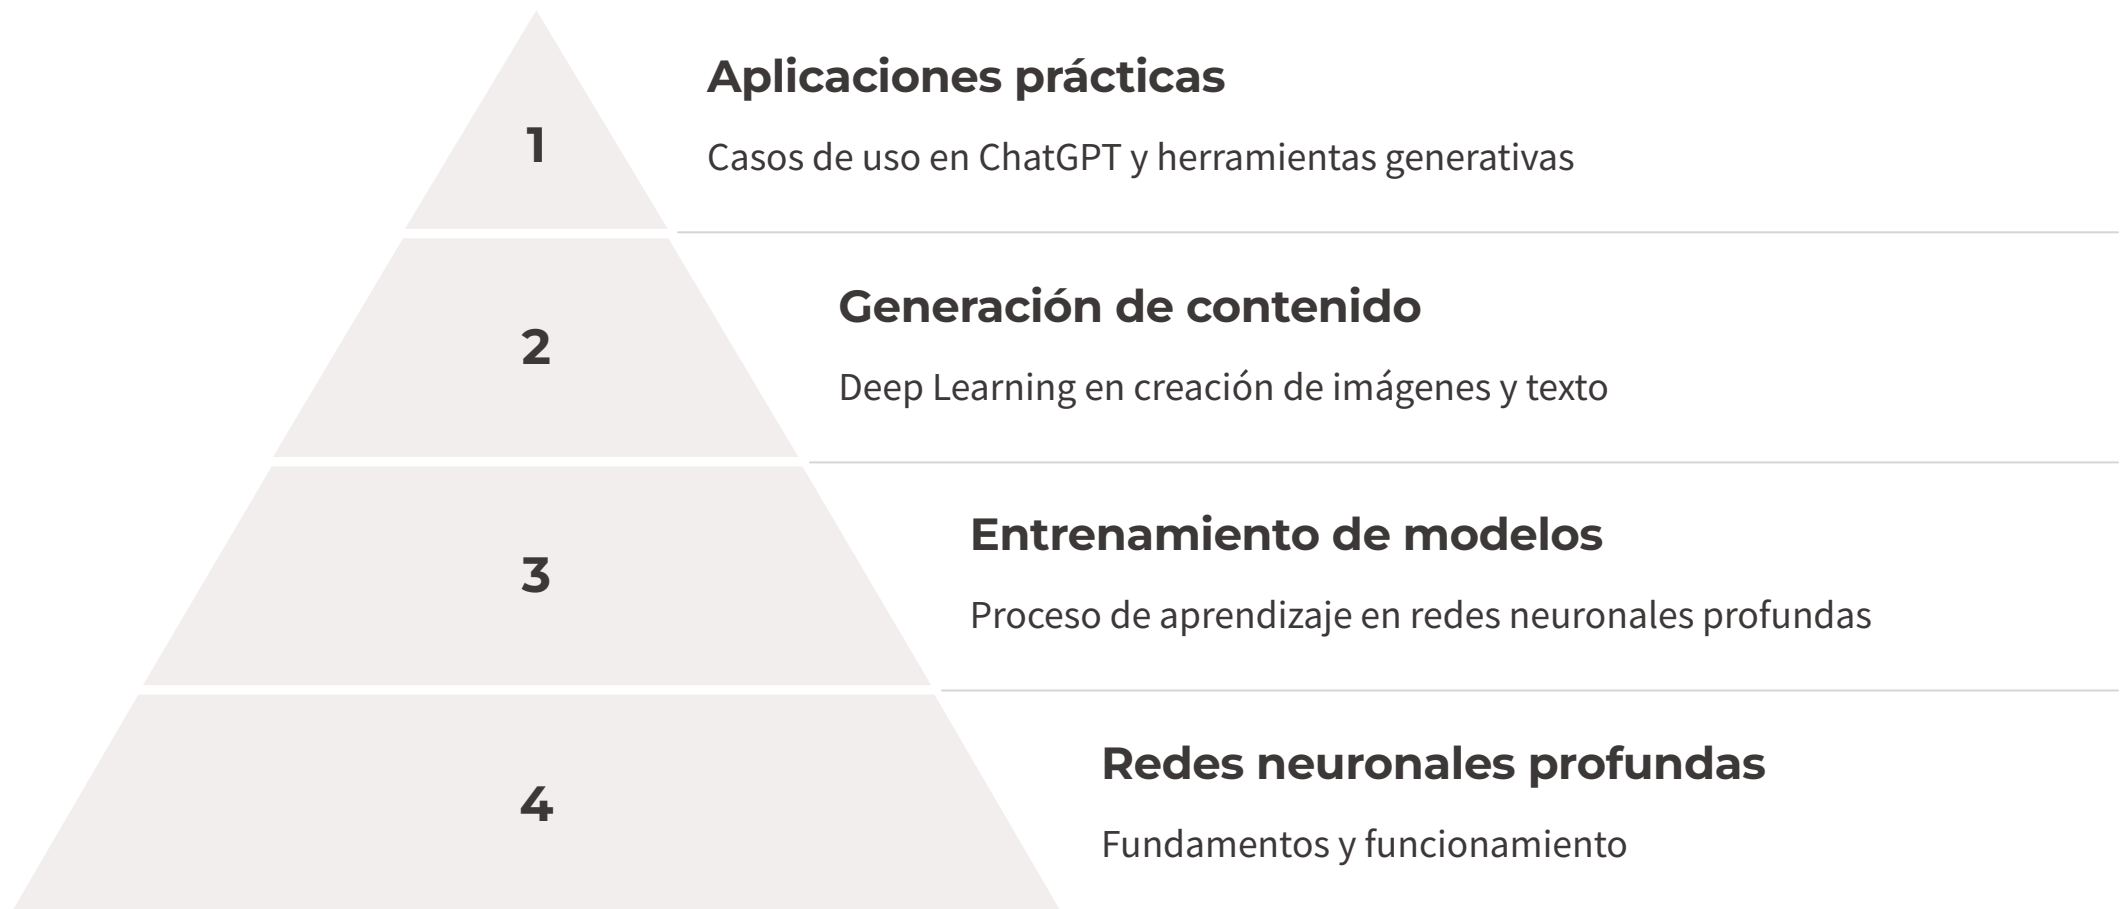 1
Aplicaciones prácticas
Casos de uso en ChatGPT y herramientas generativas
2
Generación de contenido
Deep Learning en creación de imágenes y texto
3
Entrenamiento de modelos
Proceso de aprendizaje en redes neuronales profundas
4
Redes neuronales profundas
Fundamentos y funcionamiento